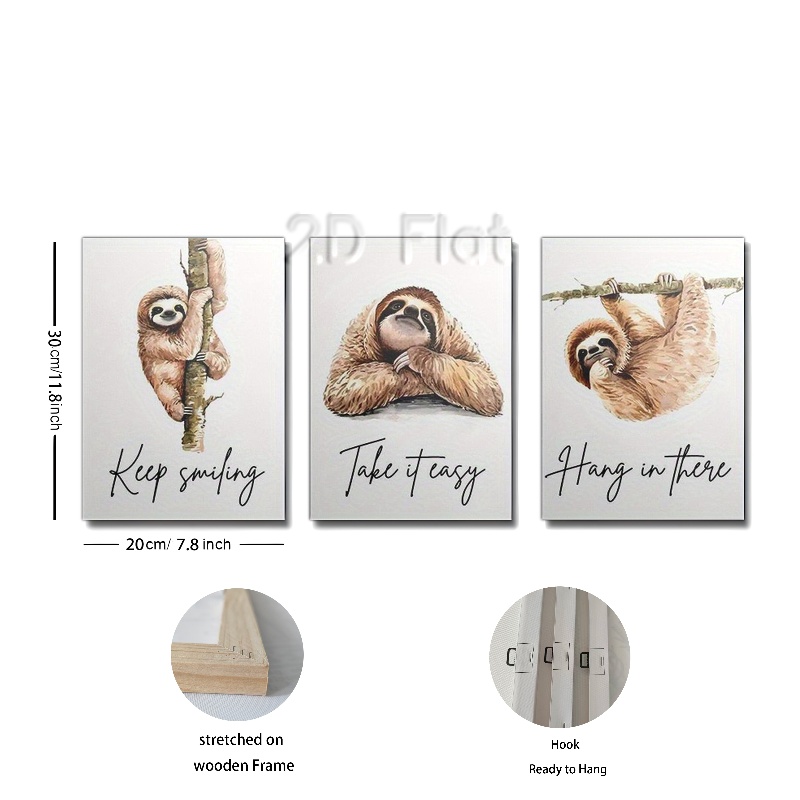 2D Flat
30cm/11.8inch
Keep smiling
Take it easy
Hang in there
20cm/ 7.8 inch
stretched on
wooden Frame
Hook
Ready to Hang